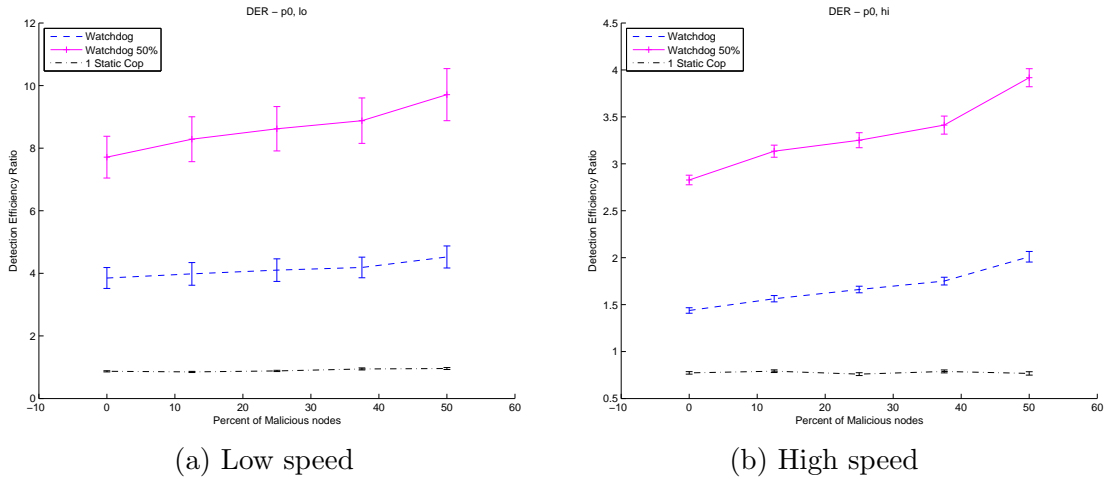 DER − p0, lo
12
10
8
6
4
2
0
Detection Efficiency Ratio
Watchdog
Watchdog 50%
1 Static Cop
−10
0
10
20
30
40
50
60
Percent of Malicious nodes
(a) Low speed
DER − p0, hi
4.5
4
3.5
3
2.5
2
1.5
1
0.5
Detection Efficiency Ratio
Watchdog
Watchdog 50%
1 Static Cop
−10
0
10
20
30
40
50
60
Percent of Malicious nodes
(b) High speed